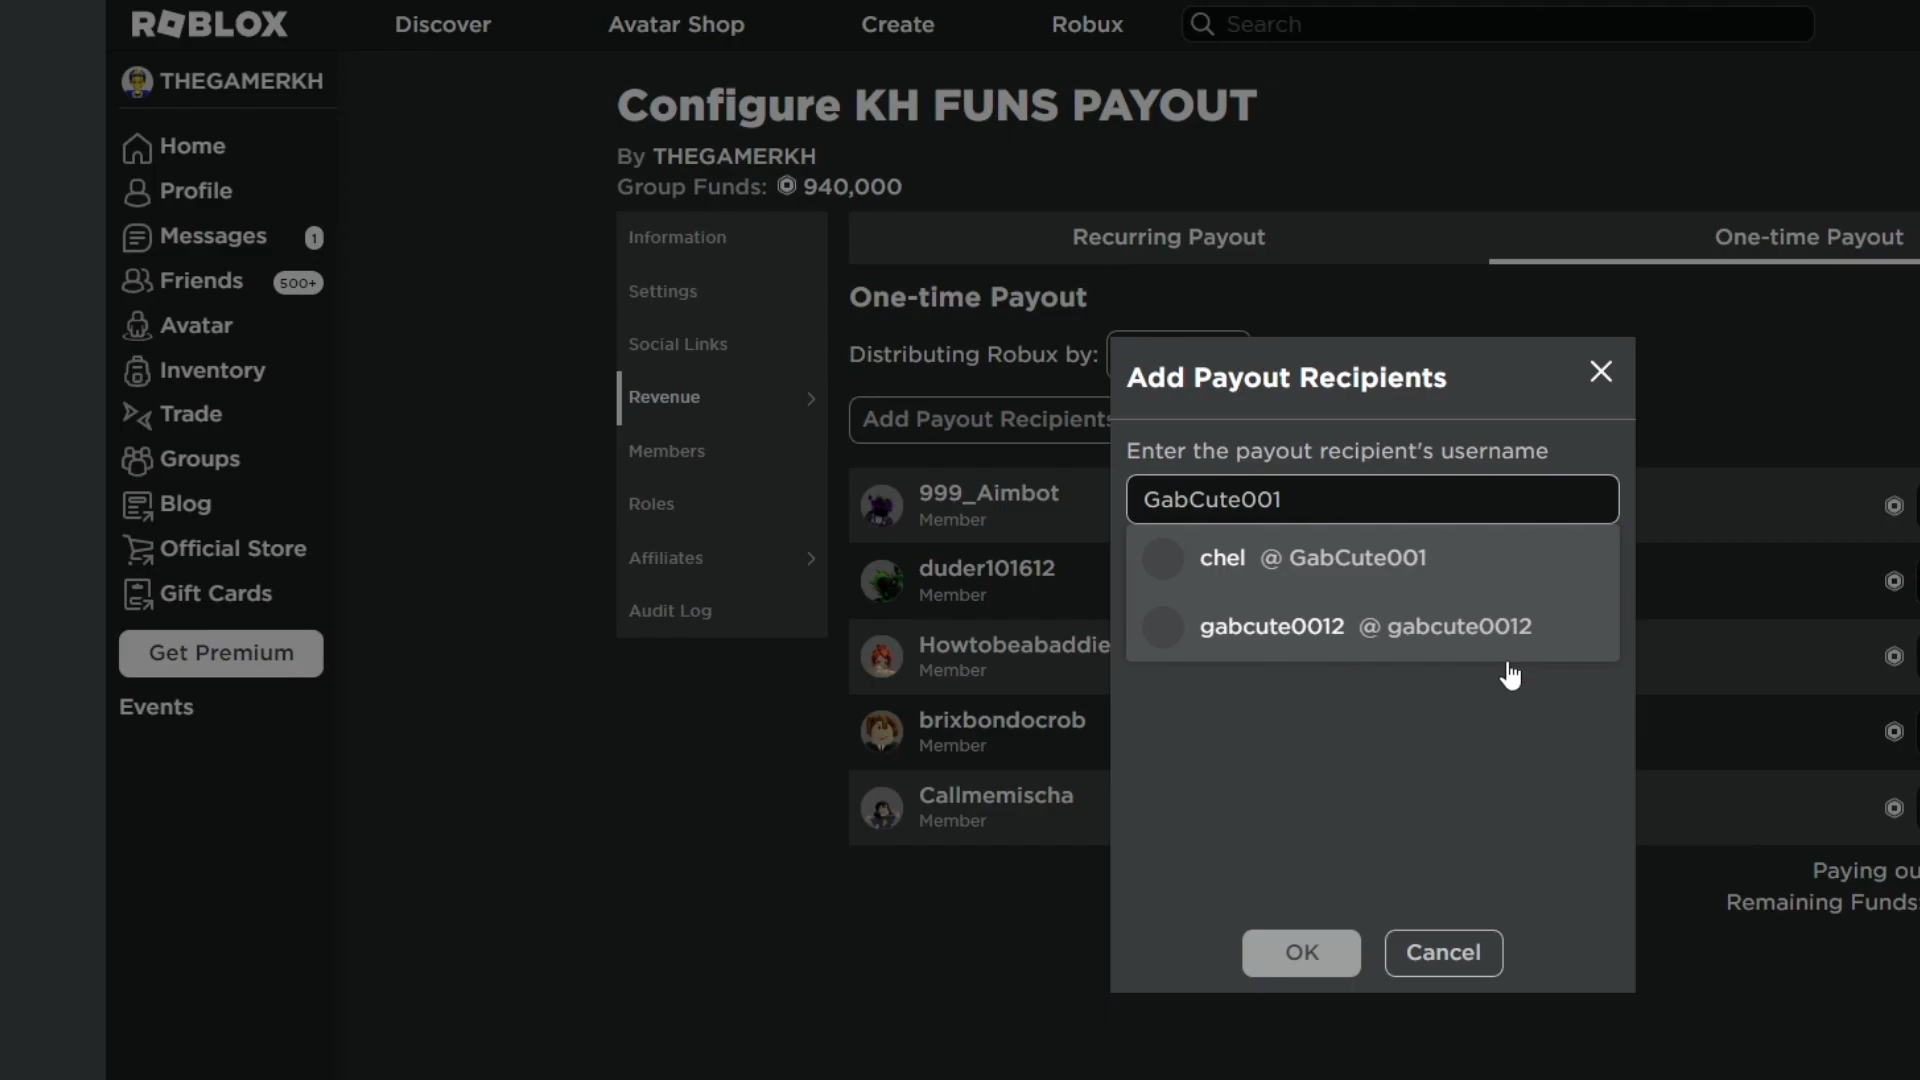 ROBLOX
Discover
Avatar Shop
Create
Robux
Search
THEGAMERKH
Home
Profile
Messages 1
Friends 500+
Avatar
Inventory
Trade
Groups
Blog
Official Store
Gift Cards
Get Premium
Events
Configure KH FUNS PAYOUT
By THEGAMERKH
Group Funds: 940,000
Information
Settings
Social Links
Revenue
Members
Roles
Affiliates
Audit Log
Recurring Payout
One-time Payout
One-time Payout
Distributing Robux by:
Add Payout Recipients
999_Aimbot
Member
duder101612
Member
Howtobeabaddie
Member
brixbondocrob
Member
Callmemischa
Member
Paying ou
Remaining Funds:
Add Payout Recipients
Enter the payout recipient's username
GabCute001
chel @ GabCute001
gabcute0012 @ gabcute0012
OK
Cancel